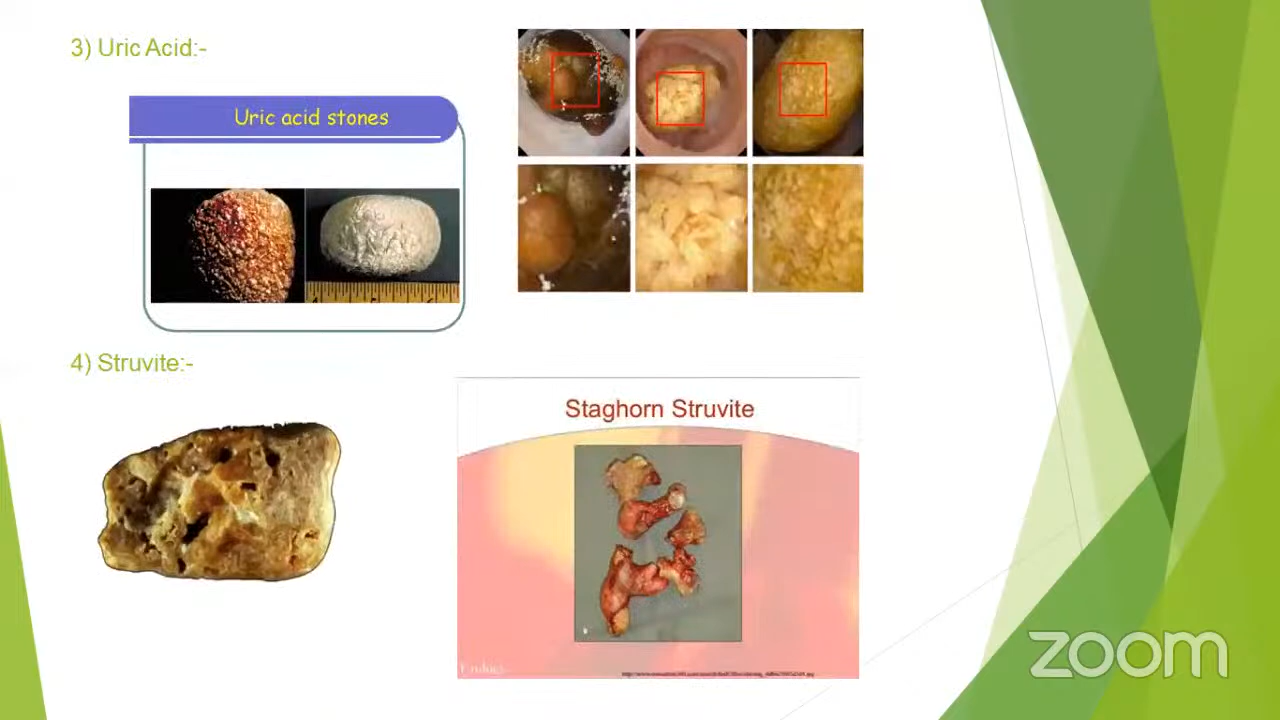 3) Uric Acid:-
Uric acid stones
4) Struvite:-
Staghorn Struvite
zoom